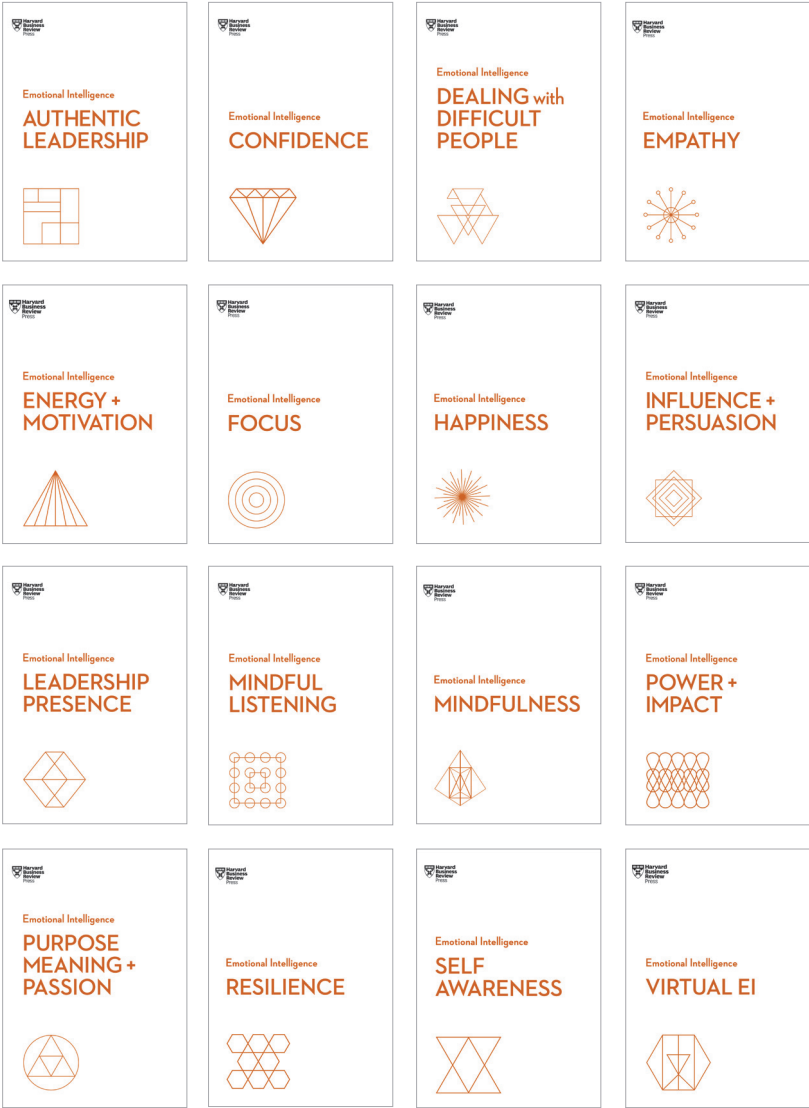 Harvard
Business
Review
Press
Emotional Intelligence
AUTHENTIC
LEADERSHIP
Harvard
Business
Review
Press
Emotional Intelligence
CONFIDENCE
Harvard
Business
Review
Press
Emotional Intelligence
DEALING with
DIFFICULT
PEOPLE
Harvard
Business
Review
Press
Emotional Intelligence
EMPATHY
Harvard
Business
Review
Press
Emotional Intelligence
ENERGY +
MOTIVATION
Harvard
Business
Review
Press
Emotional Intelligence
FOCUS
Harvard
Business
Review
Press
Emotional Intelligence
HAPPINESS
Harvard
Business
Review
Press
Emotional Intelligence
INFLUENCE +
PERSUASION
Harvard
Business
Review
Press
Emotional Intelligence
LEADERSHIP
PRESENCE
Harvard
Business
Review
Press
Emotional Intelligence
MINDFUL
LISTENING
Harvard
Business
Review
Press
Emotional Intelligence
MINDFULNESS
Harvard
Business
Review
Press
Emotional Intelligence
POWER +
IMPACT
Harvard
Business
Review
Press
Emotional Intelligence
PURPOSE
MEANING +
PASSION
Harvard
Business
Review
Press
Emotional Intelligence
RESILIENCE
Harvard
Business
Review
Press
Emotional Intelligence
SELF
AWARENESS
Harvard
Business
Review
Press
Emotional Intelligence
VIRTUAL EI